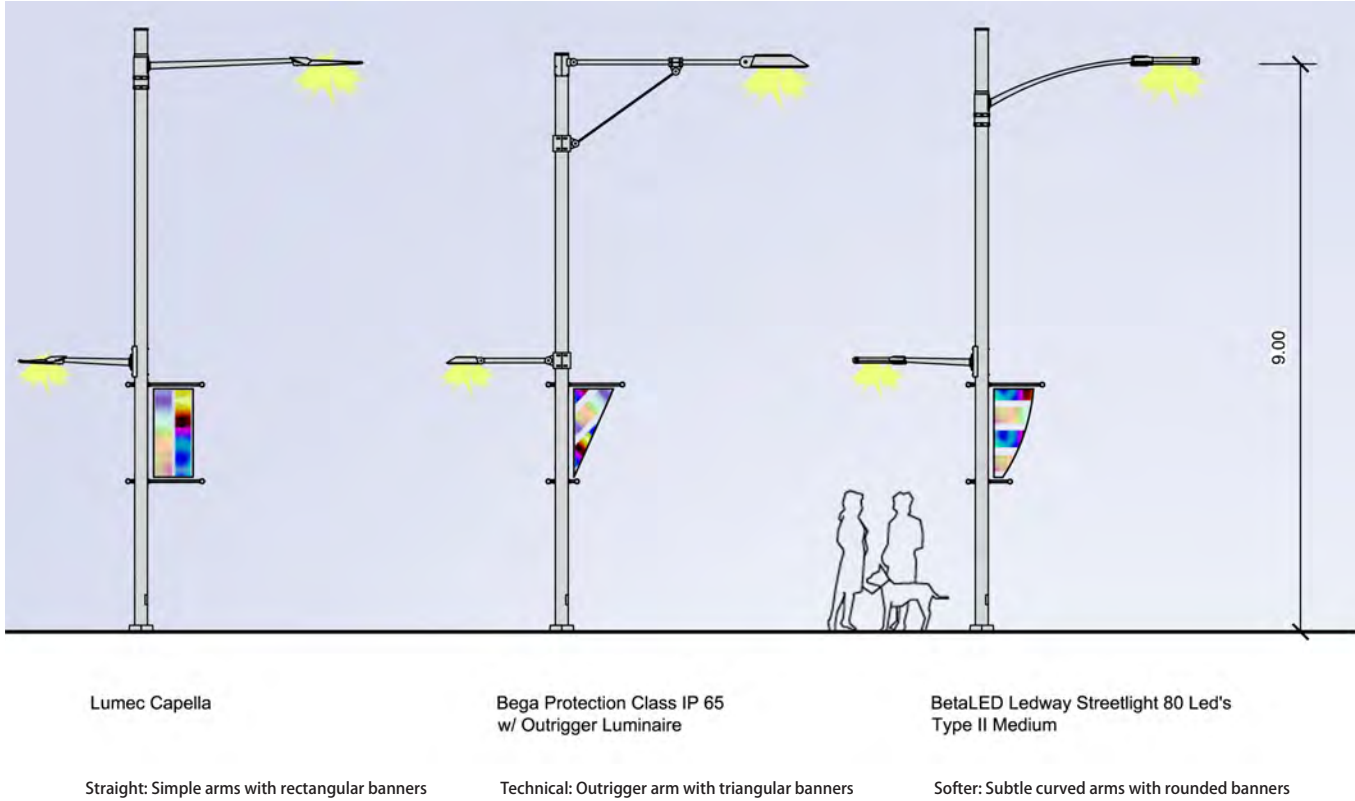 9.00
Lumec Capella
Bega Protection Class IP 65
w/ Outrigger Luminaire
BetaLED Ledway Streetlight 80 Led's
Type II Medium
Straight: Simple arms with rectangular banners
Technical: Outrigger arm with triangular banners
Softer: Subtle curved arms with rounded banners